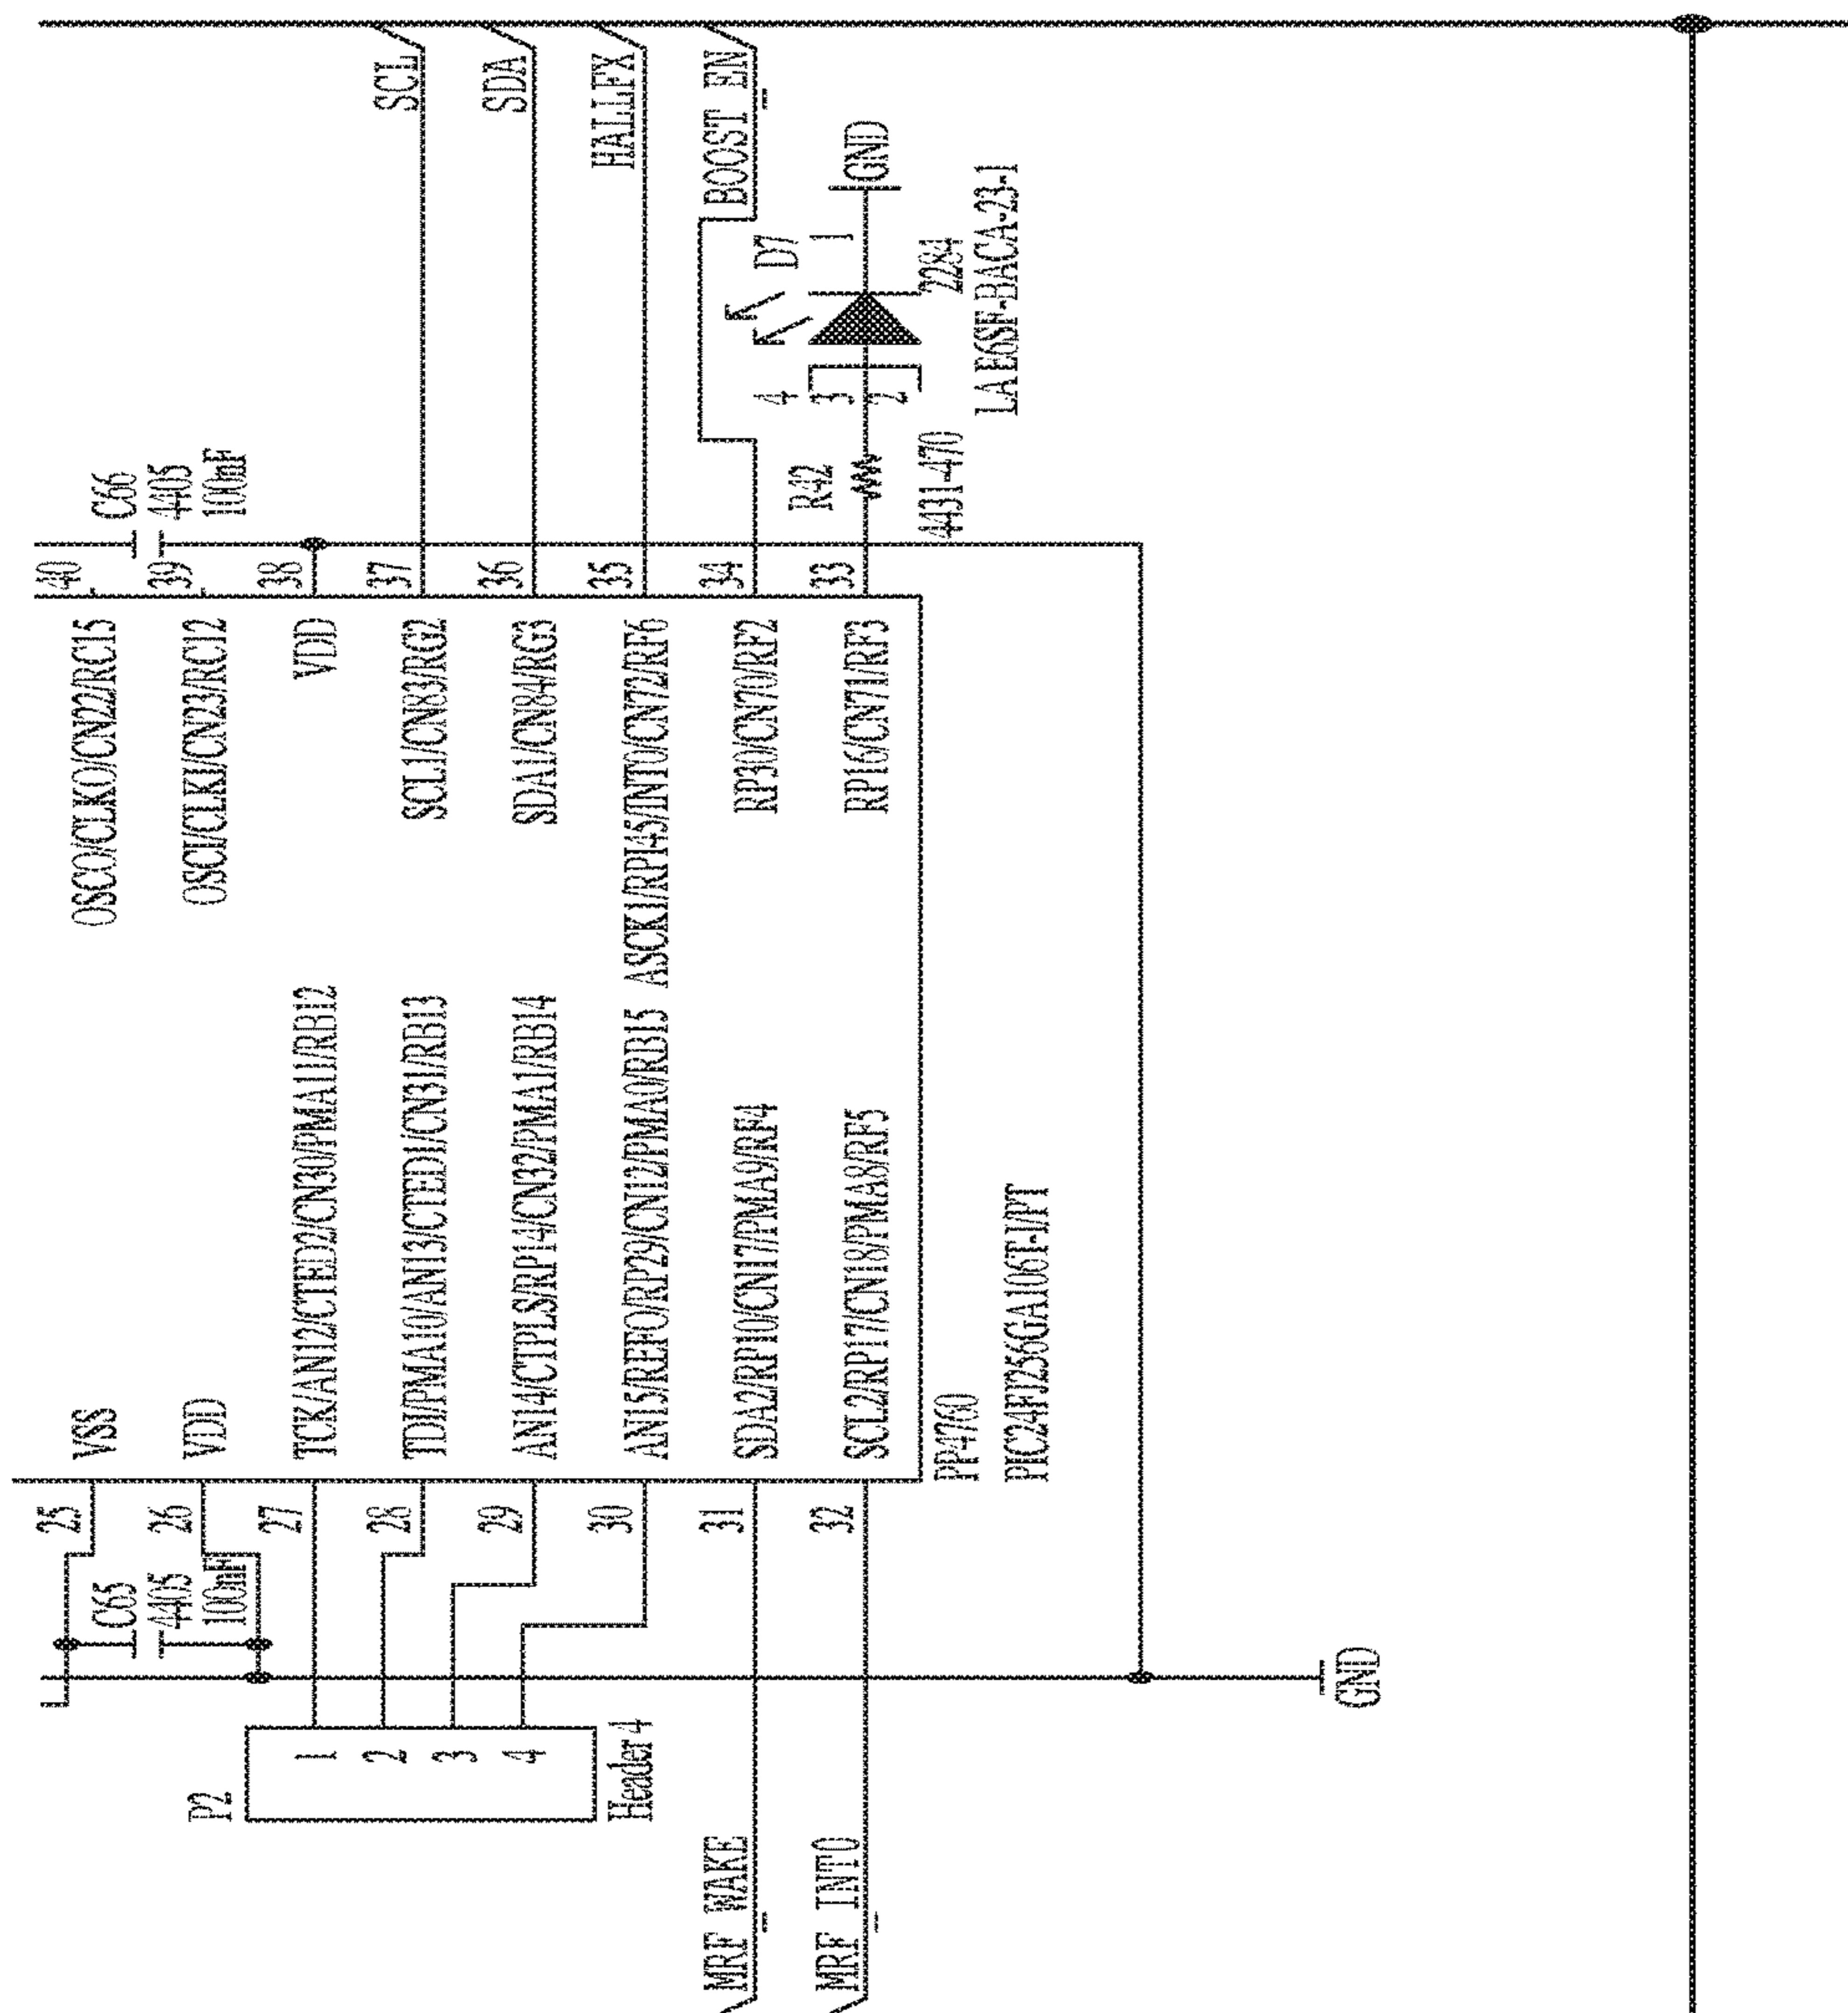 SCL
SDA
HALLFX
BOOST_EN
GND
D7
1
2284
LA E6SF-BACA-23-1
4
3
2
R42
4431-470
C66
4405
100nF
40
39
38
37
36
35
34
33
OSCO/CLKO/CN22/RC15
OSCI/CLKI/CN23/RC12
VDD
SCL1/CN83/RG2
SDA1/CN84/RG3
ASCK1/RPI45/INT0/CN72/RF6
RP30/CN70/RF2
RP16/CN71/RF3
VSS
VDD
TCK/AN12/CTED2/CN30/PMA11/RB12
TDI/PMA10/AN13/CTED1/CN31/RB13
AN14/CTPLS/RP14/CN32/PMA1/RB14
AN15/REFO/RP29/CN12/PMA0/RB15
SDA2/RP10/CN17/PMA9/RF4
SCL2/RP17/CN18/PMA8/RF5
PP4760
PIC24FJ256GA106T-I/PT
25
26
27
28
29
30
31
32
C65
4405
100nF
GND
P2
1
2
3
4
Header 4
MRF_WAKE
MRF_INTO